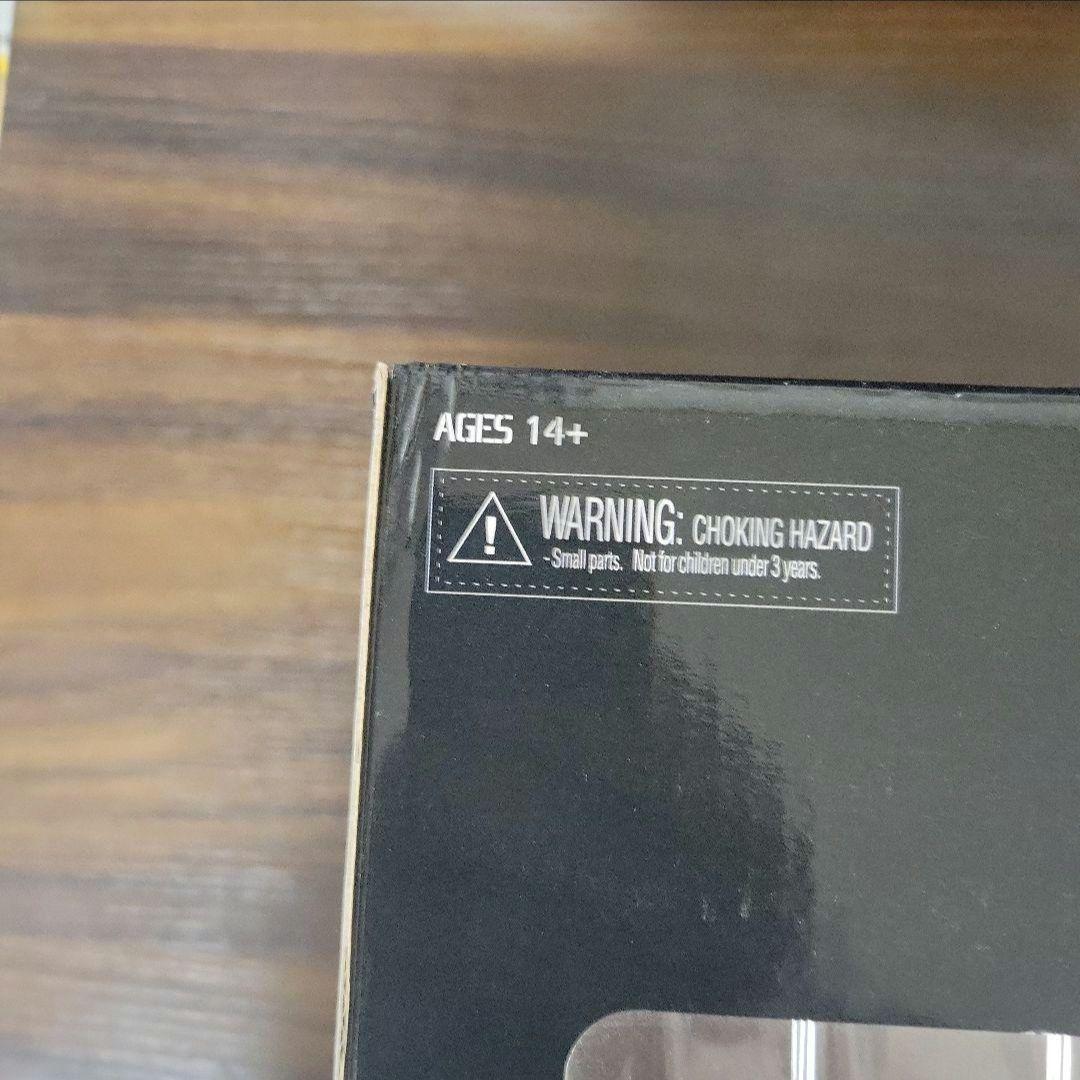 AGES 14+
WARNING: CHOKING HAZARD
-Small parts. Not for children under 3 years.